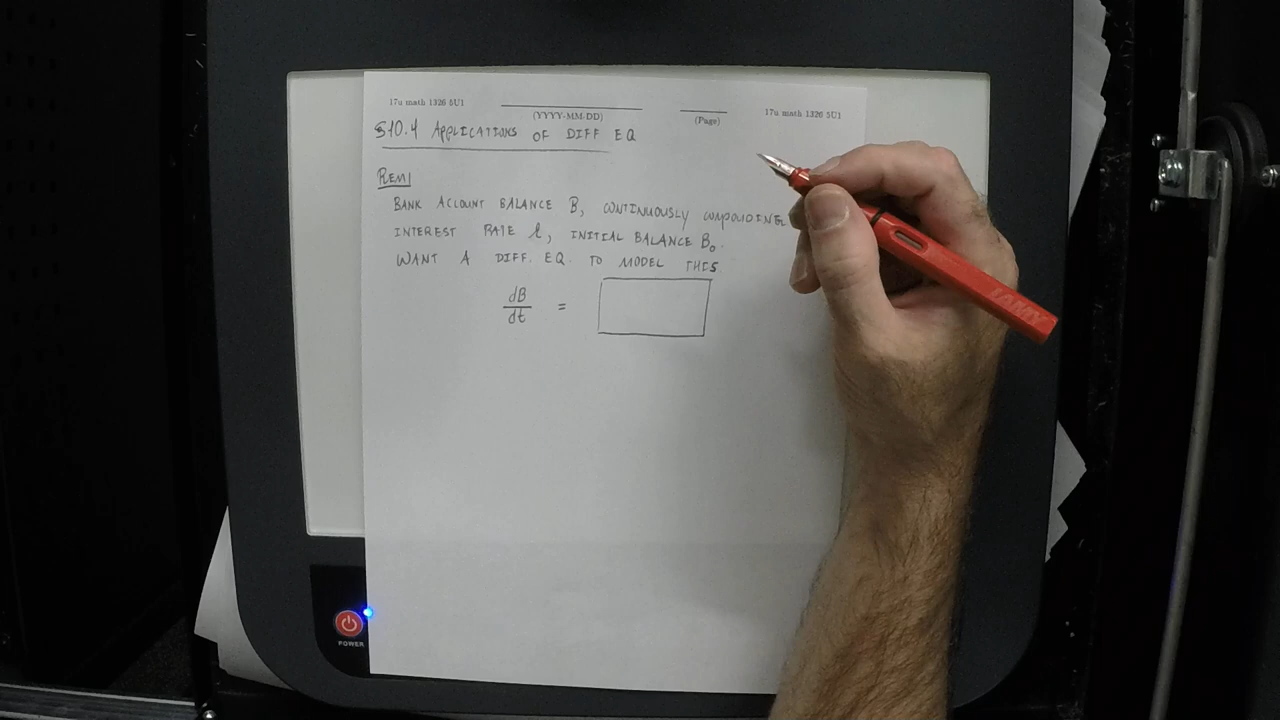 17u math 1326 5U1
(YYYY-MM-DD)
(Page)
17u math 1326 5U1
§10.4 APPLICATIONS OF DIFF EQ
REM
BANK ACCOUNT BALANCE B, CONTINUOUSLY COMPOUNDING
INTEREST RATE r, INITIAL BALANCE B₀.
WANT A DIFF. EQ. TO MODEL THIS
dB/dt =
LAMY
POWER